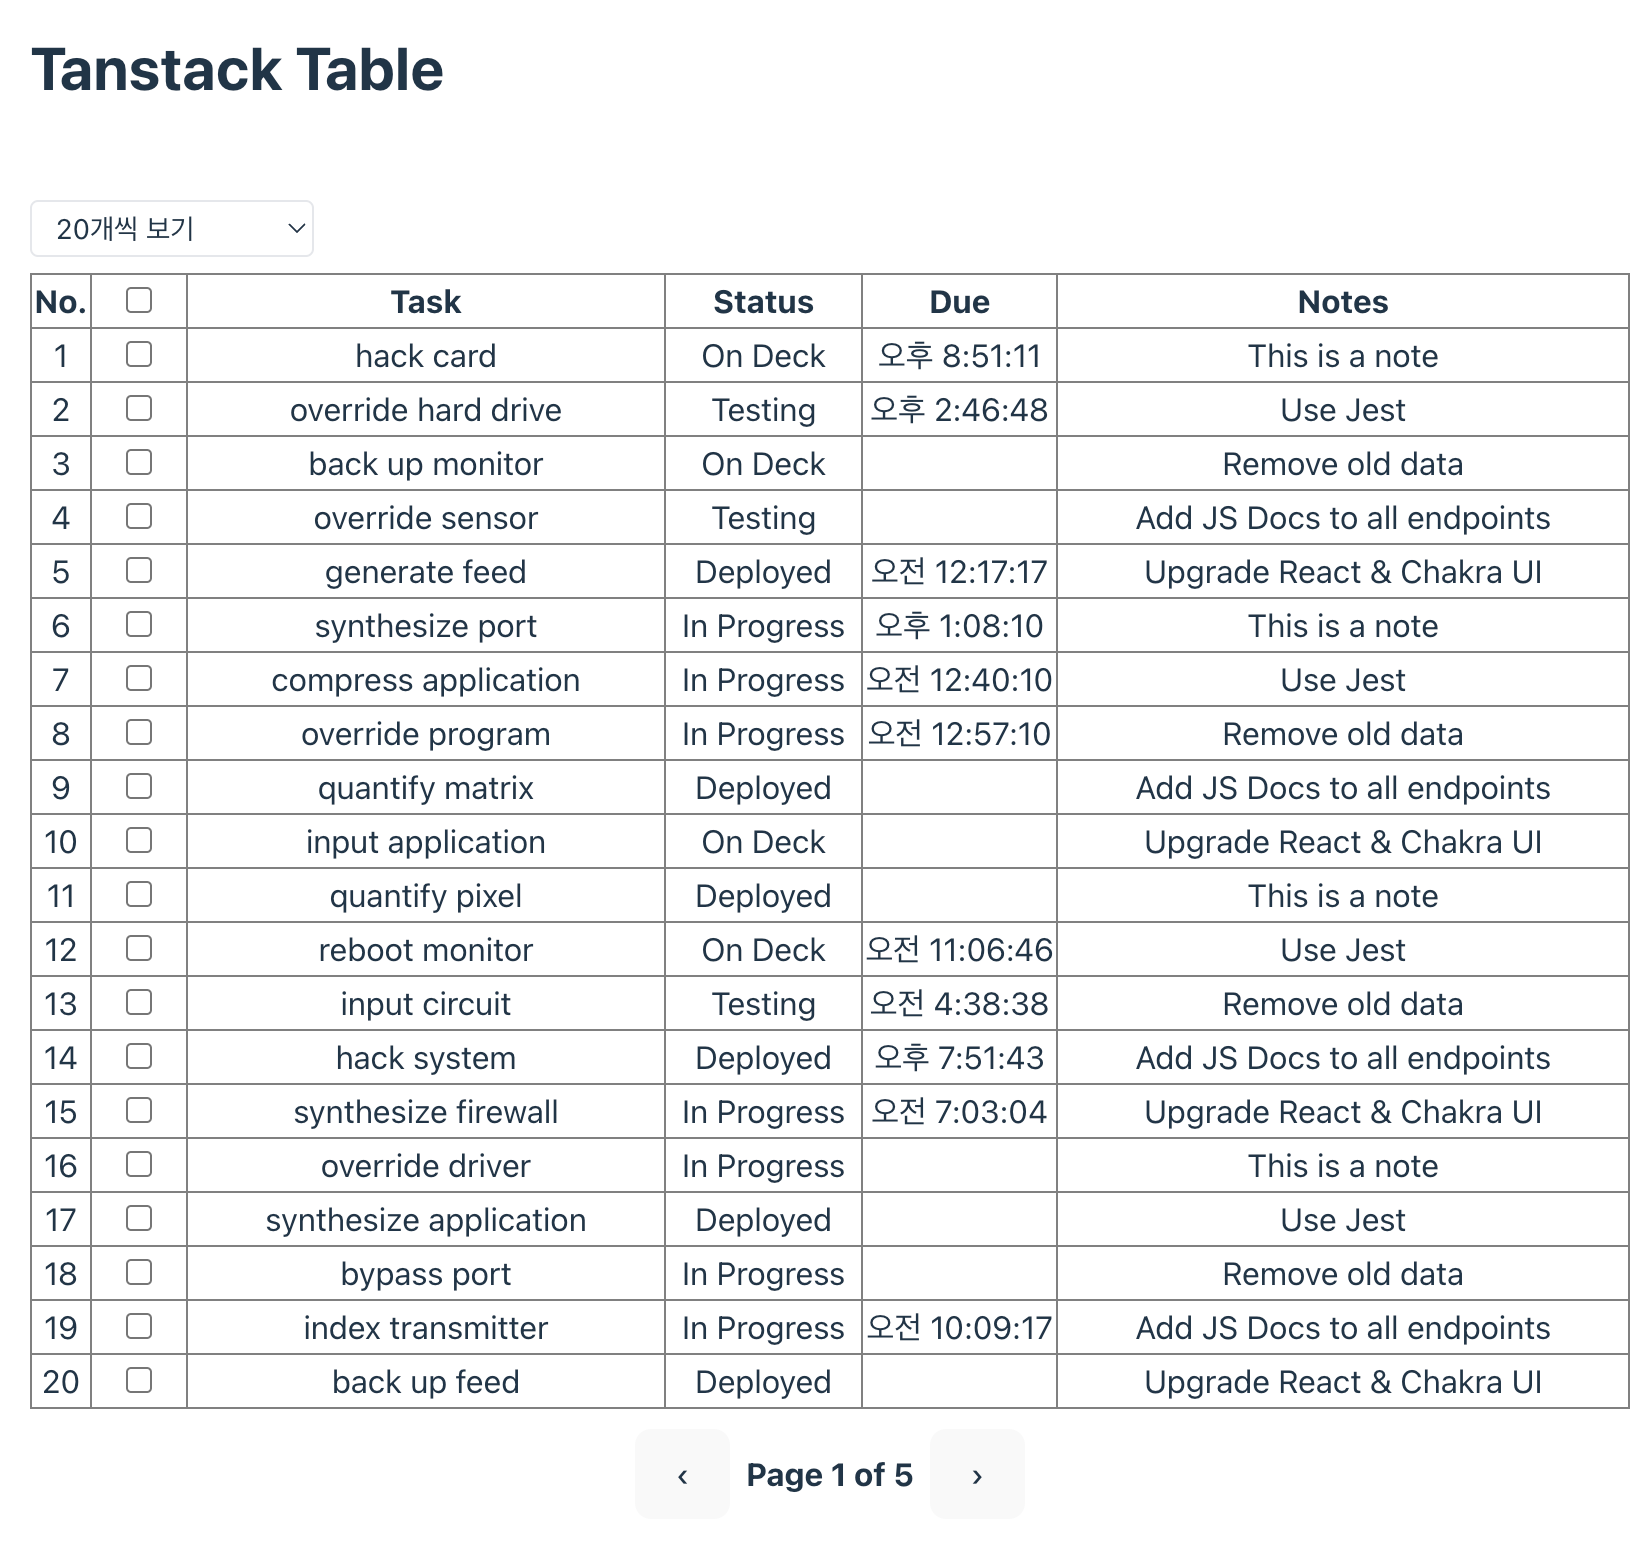 Tanstack Table
20개씩 보기
No. Task Status Due Notes
1 hack card On Deck 오후 8:51:11 This is a note
2 override hard drive Testing 오후 2:46:48 Use Jest
3 back up monitor On Deck Remove old data
4 override sensor Testing Add JS Docs to all endpoints
5 generate feed Deployed 오전 12:17:17 Upgrade React & Chakra UI
6 synthesize port In Progress 오후 1:08:10 This is a note
7 compress application In Progress 오전 12:40:10 Use Jest
8 override program In Progress 오전 12:57:10 Remove old data
9 quantify matrix Deployed Add JS Docs to all endpoints
10 input application On Deck Upgrade React & Chakra UI
11 quantify pixel Deployed This is a note
12 reboot monitor On Deck 오전 11:06:46 Use Jest
13 input circuit Testing 오전 4:38:38 Remove old data
14 hack system Deployed 오후 7:51:43 Add JS Docs to all endpoints
15 synthesize firewall In Progress 오전 7:03:04 Upgrade React & Chakra UI
16 override driver In Progress This is a note
17 synthesize application Deployed Use Jest
18 bypass port In Progress Remove old data
19 index transmitter In Progress 오전 10:09:17 Add JS Docs to all endpoints
20 back up feed Deployed Upgrade React & Chakra UI
‹ Page 1 of 5 ›